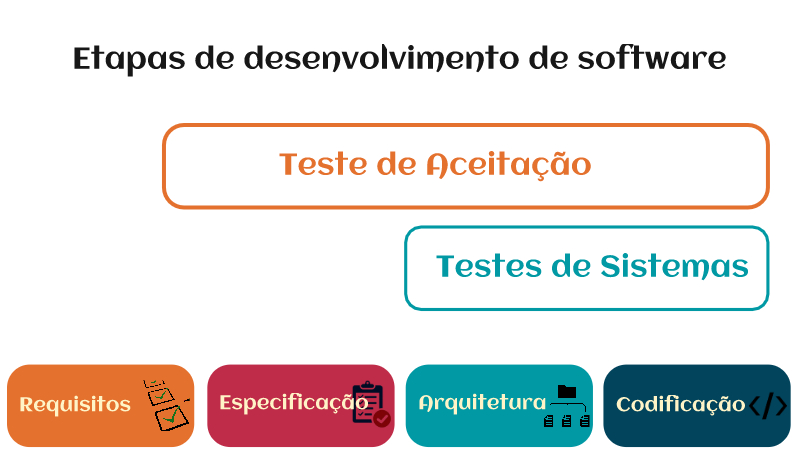 Etapas de desenvolvimento de software
Teste de Aceitação
Testes de Sistemas
Requisitos
Especificação
Arquitetura
Codificação </>